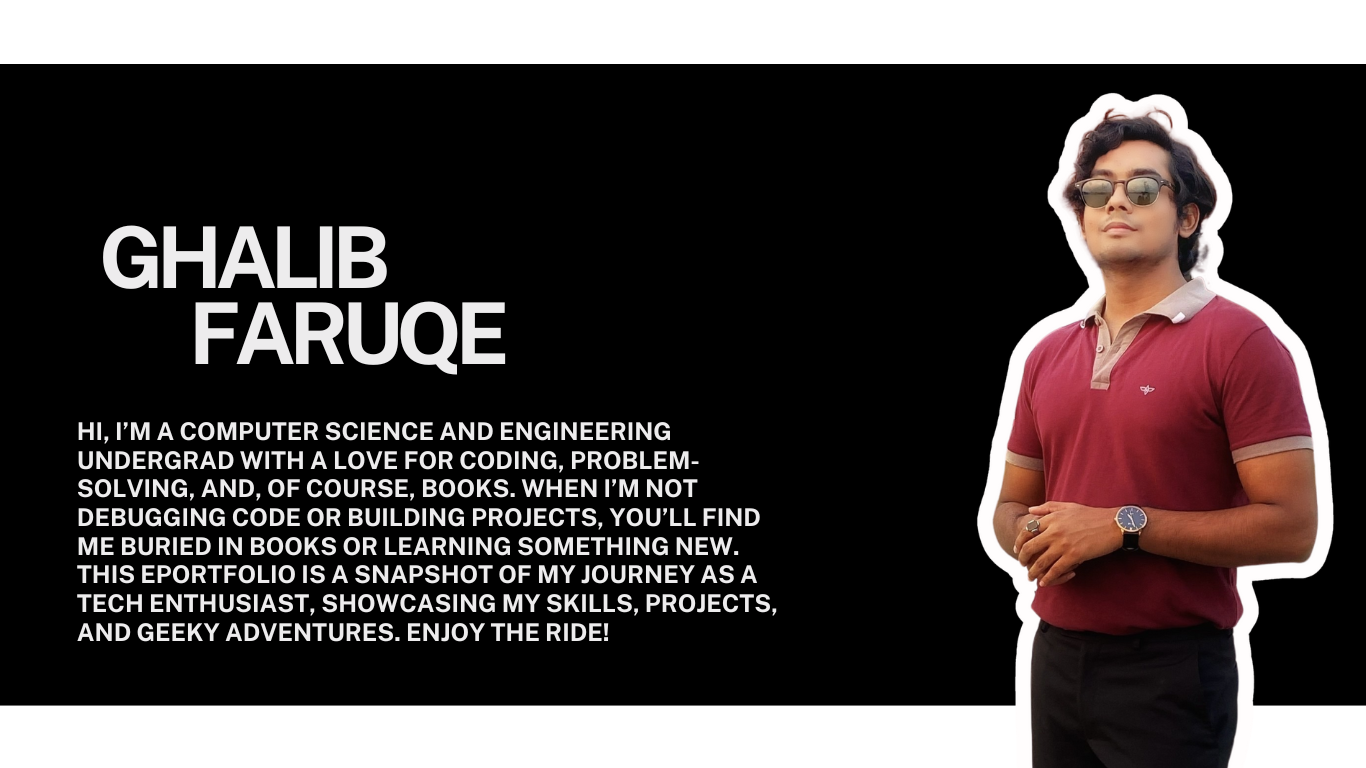 GHALIB
FARUQE
HI, I’M A COMPUTER SCIENCE AND ENGINEERING
UNDERGRAD WITH A LOVE FOR CODING, PROBLEM-
SOLVING, AND, OF COURSE, BOOKS. WHEN I’M NOT
DEBUGGING CODE OR BUILDING PROJECTS, YOU’LL FIND
ME BURIED IN BOOKS OR LEARNING SOMETHING NEW.
THIS EPORTFOLIO IS A SNAPSHOT OF MY JOURNEY AS A
TECH ENTHUSIAST, SHOWCASING MY SKILLS, PROJECTS,
AND GEEKY ADVENTURES. ENJOY THE RIDE!